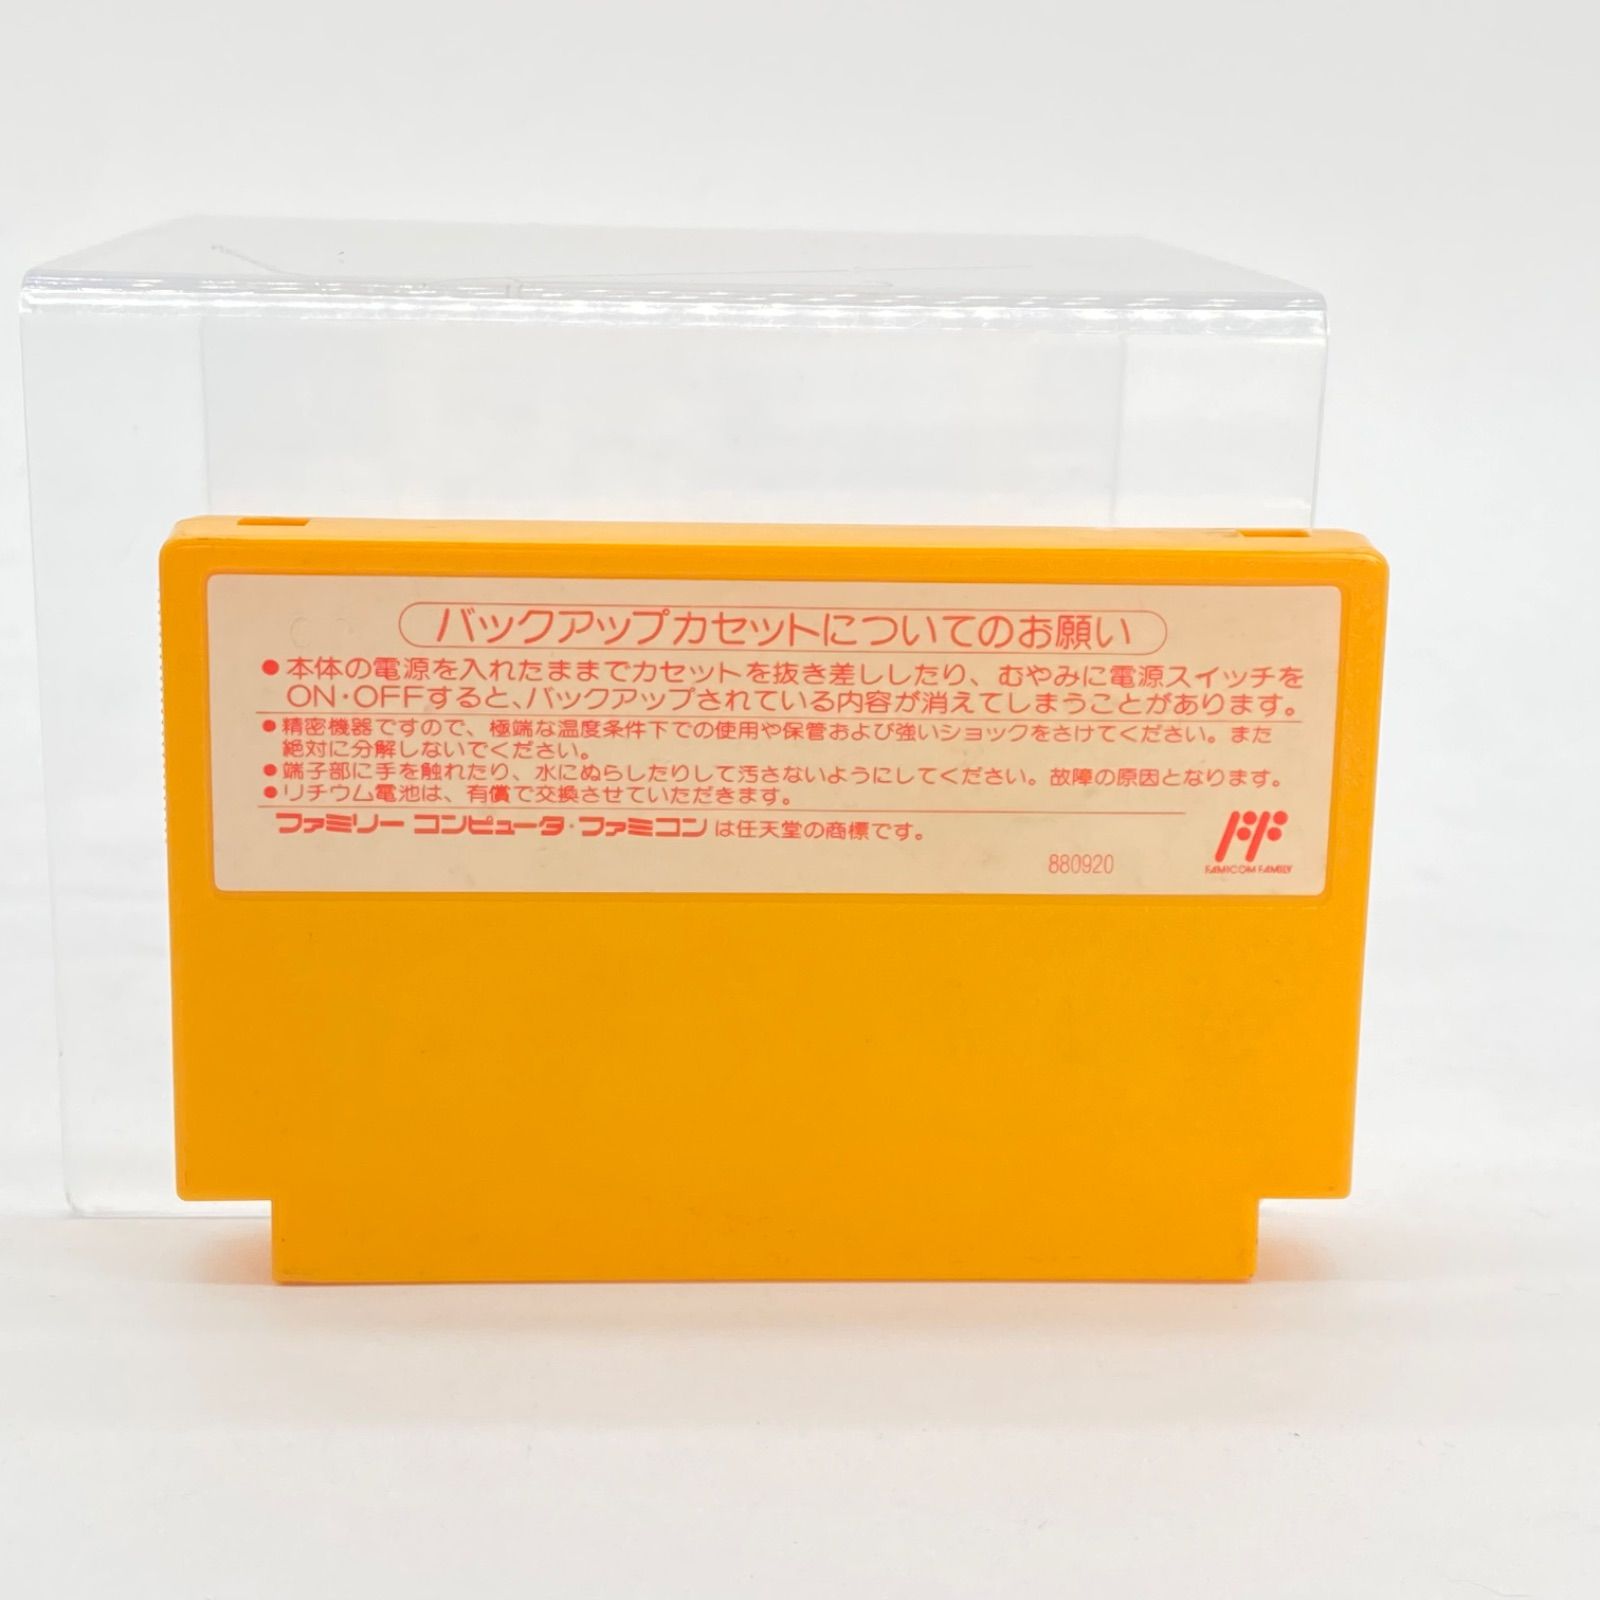 バックアップカセットについてのお願い
●本体の電源を入れたままでカセットを抜き差ししたり、むやみに電源スイッチを
ON・OFFすると、バックアップされている内容が消えてしまうことがあります。
●精密機器ですので、極端な温度条件下での使用や保管および強いショックをさけてください。また
絶対に分解しないでください。
●端子部に手を触れたり、水にぬらしたりして汚さないようにしてください。故障の原因となります。
●リチウム電池は、有償で交換させていただきます。
ファミリー コンピュータ・ファミコン は任天堂の商標です。
880920
FAMICOM FAMILY